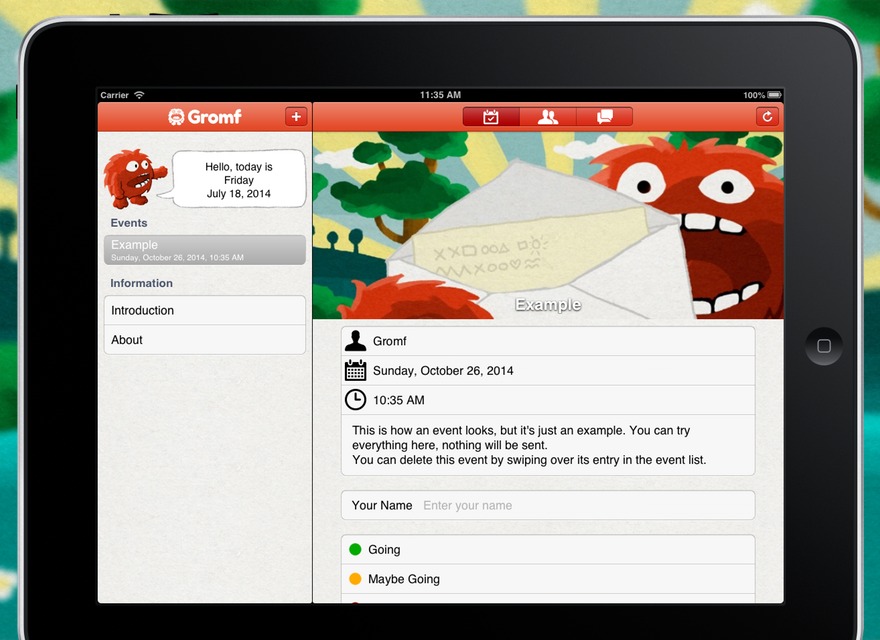 Carrier
11:35 AM
100%
Gromf
+
Hello, today is
Friday
July 18, 2014
Events
Example
Sunday, October 26, 2014, 10:35 AM
Information
Introduction
About
Example
Gromf
Sunday, October 26, 2014
10:35 AM
This is how an event looks, but it's just an example. You can try
everything here, nothing will be sent.
You can delete this event by swiping over its entry in the event list.
Your Name Enter your name
Going
Maybe Going